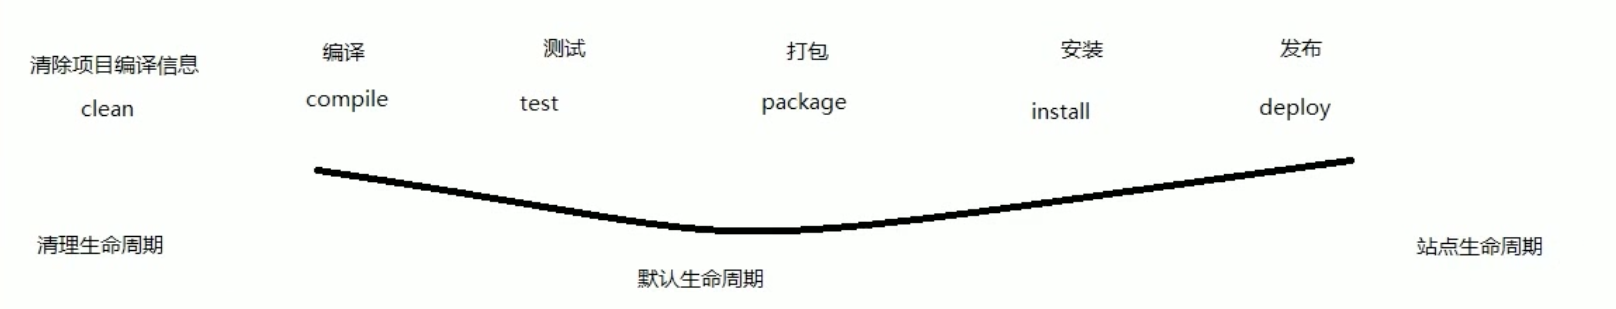 清除项目编译信息
clean
编译
compile
测试
test
打包
package
安装
install
发布
deploy
清理生命周期
默认生命周期
站点生命周期